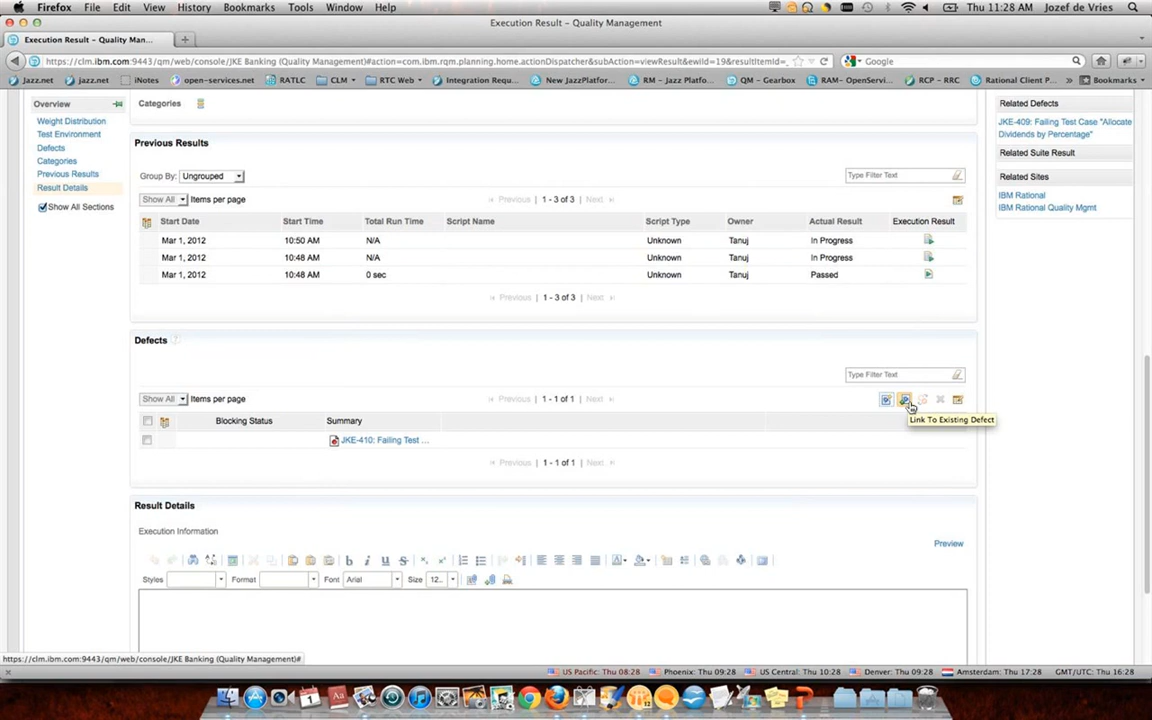 Firefox File Edit View History Bookmarks Tools Window Help Thu 11:28 AM Jozef de Vries
Execution Result - Quality Management
Execution Result - Quality Man...
https://clm.ibm.com:9443/qm/web/console/JKE Banking (Quality Management)#action=com.ibm.rqm.planning.home.actionDispatcher&subAction=viewResult&ewiId=19&resultItemId=_ Google
Jazz.net jazz.net iNotes open-services.net RATLC CLM RTC Web Integration Requ... New JazzPlatfor... RM - Jazz Platfo... QM - Gearbox RAM- OpenServi... RCP - RRC Rational Client P... » Bookmarks
Overview
Weight Distribution
Test Environment
Defects
Categories
Previous Results
Result Details
Show All Sections
Categories
Previous Results
Group By: Ungrouped Type Filter Text
Show All Items per page Previous | 1 - 3 of 3 | Next
Start Date Start Time Total Run Time Script Name Script Type Owner Actual Result Execution Result
Mar 1, 2012 10:50 AM N/A Unknown Tanuj In Progress
Mar 1, 2012 10:48 AM N/A Unknown Tanuj In Progress
Mar 1, 2012 10:48 AM 0 sec Unknown Tanuj Passed
Previous | 1 - 3 of 3 | Next
Defects
Type Filter Text
Show All Items per page Previous | 1 - 1 of 1 | Next
Link To Existing Defect
Blocking Status Summary
JKE-410: Failing Test ...
Previous | 1 - 1 of 1 | Next
Result Details
Execution Information
Preview
Styles Format Font Arial Size 12..
Related Defects
JKE-409: Failing Test Case "Allocate
Dividends by Percentage"
Related Suite Result
Related Sites
IBM Rational
IBM Rational Quality Mgmt
https://clm.ibm.com:9443/qm/web/console/JKE Banking (Quality Management)#
US Pacific: Thu 08:28 Phoenix: Thu 09:28 US Central: Thu 10:28 Denver: Thu 09:28 Amsterdam: Thu 17:28 GMT/UTC: Thu 16:28